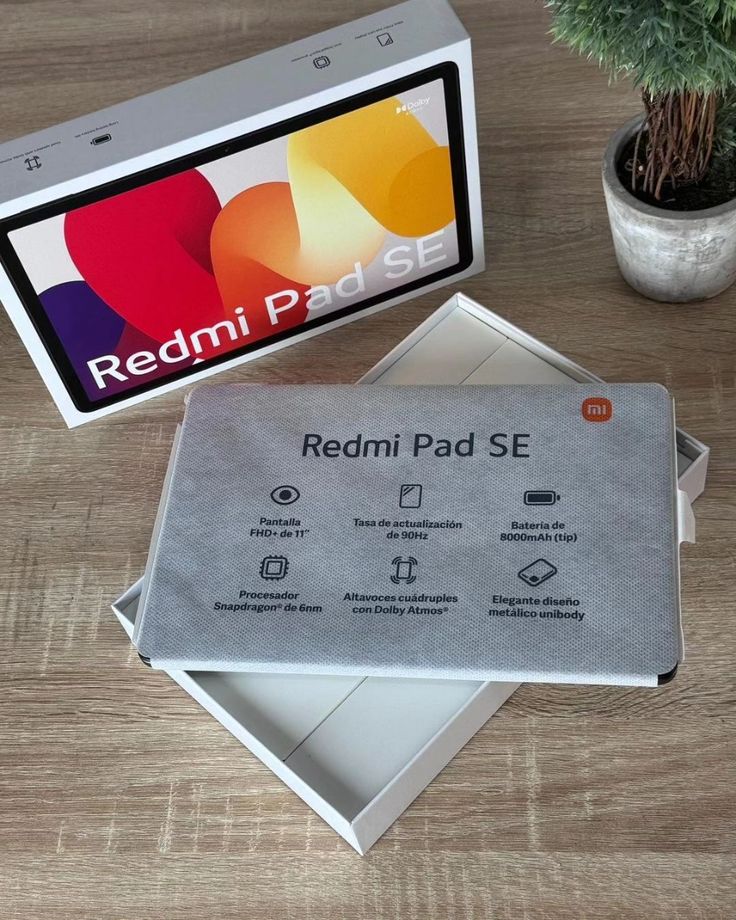 Dolby
Redmi Pad SE
mi
Redmi Pad SE
Pantalla
FHD+ de 11"
Tasa de actualización
de 90Hz
Batería de
8000mAh (típ)
Procesador
Snapdragon® de 6nm
Altavoces cuádruples
con Dolby Atmos®
Elegante diseño
metálico unibody